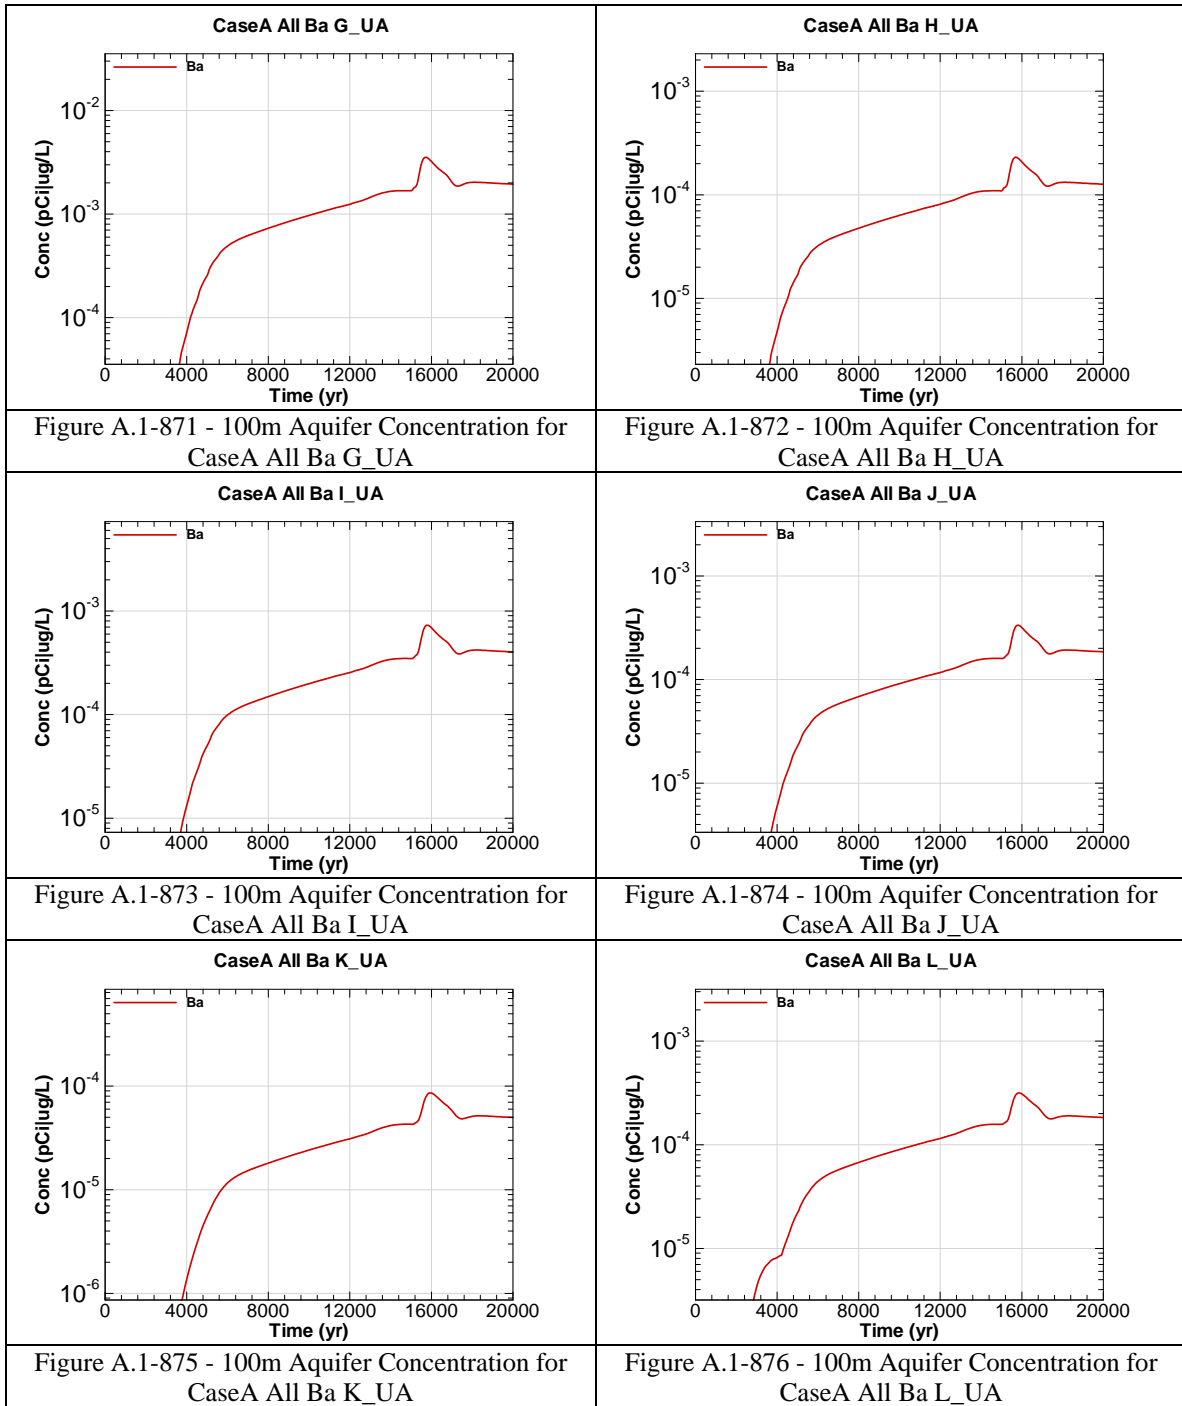 CaseA All Ba G_UA
Ba
10-2
10-3
10-4
Conc (pCi|ug/L)
0 4000 8000 12000 16000 20000
Time (yr)
Figure A.1-871 - 100m Aquifer Concentration for
CaseA All Ba G_UA
CaseA All Ba H_UA
Ba
10-3
10-4
10-5
Conc (pCi|ug/L)
0 4000 8000 12000 16000 20000
Time (yr)
Figure A.1-872 - 100m Aquifer Concentration for
CaseA All Ba H_UA
CaseA All Ba I_UA
Ba
10-3
10-4
10-5
Conc (pCi|ug/L)
0 4000 8000 12000 16000 20000
Time (yr)
Figure A.1-873 - 100m Aquifer Concentration for
CaseA All Ba I_UA
CaseA All Ba J_UA
Ba
10-3
10-4
10-5
Conc (pCi|ug/L)
0 4000 8000 12000 16000 20000
Time (yr)
Figure A.1-874 - 100m Aquifer Concentration for
CaseA All Ba J_UA
CaseA All Ba K_UA
Ba
10-4
10-5
10-6
Conc (pCi|ug/L)
0 4000 8000 12000 16000 20000
Time (yr)
Figure A.1-875 - 100m Aquifer Concentration for
CaseA All Ba K_UA
CaseA All Ba L_UA
Ba
10-3
10-4
10-5
Conc (pCi|ug/L)
0 4000 8000 12000 16000 20000
Time (yr)
Figure A.1-876 - 100m Aquifer Concentration for
CaseA All Ba L_UA